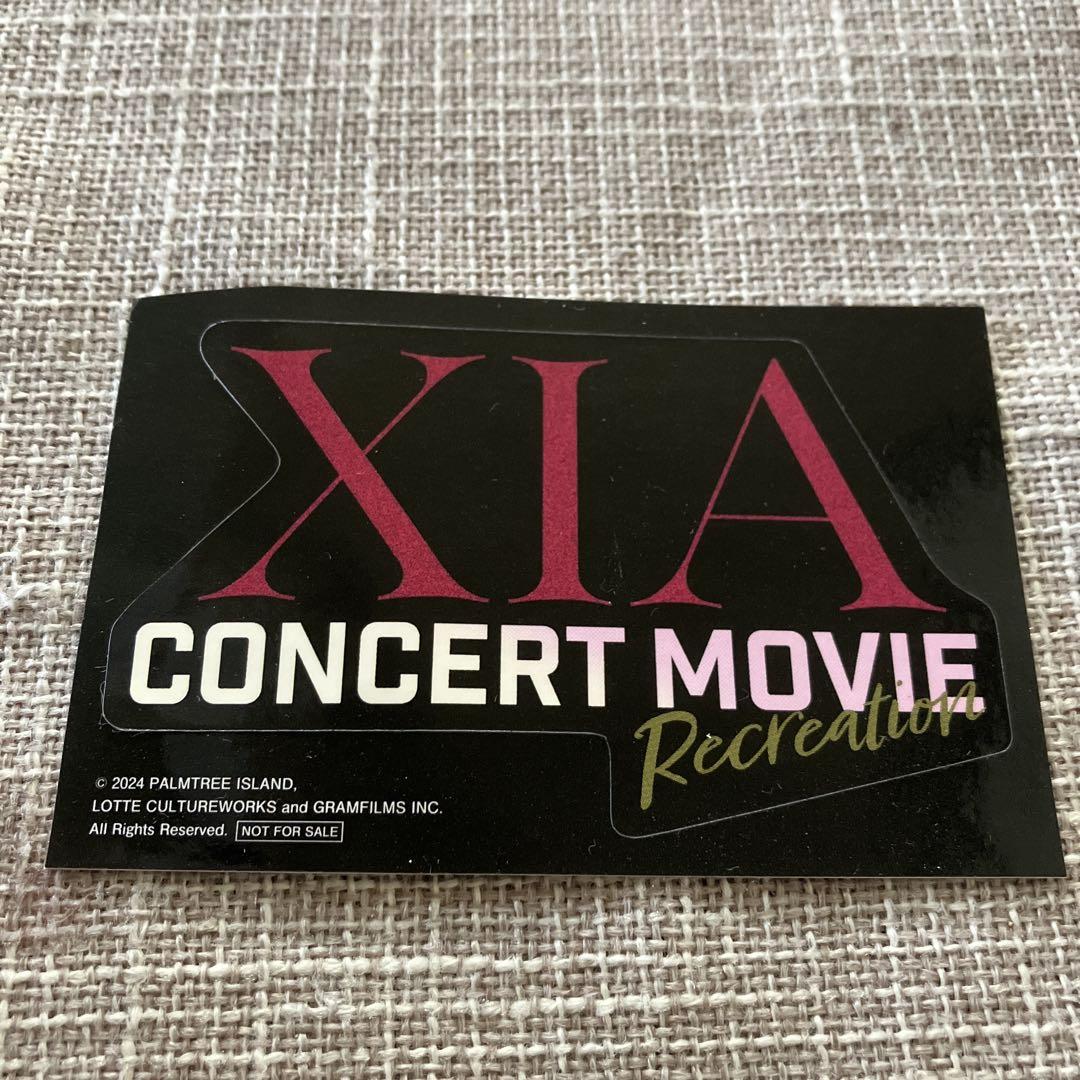 XIA
CONCERT MOVIE
Recreation
© 2024 PALMTREE ISLAND,
LOTTE CULTUREWORKS and GRAMFILMS INC.
All Rights Reserved. NOT FOR SALE